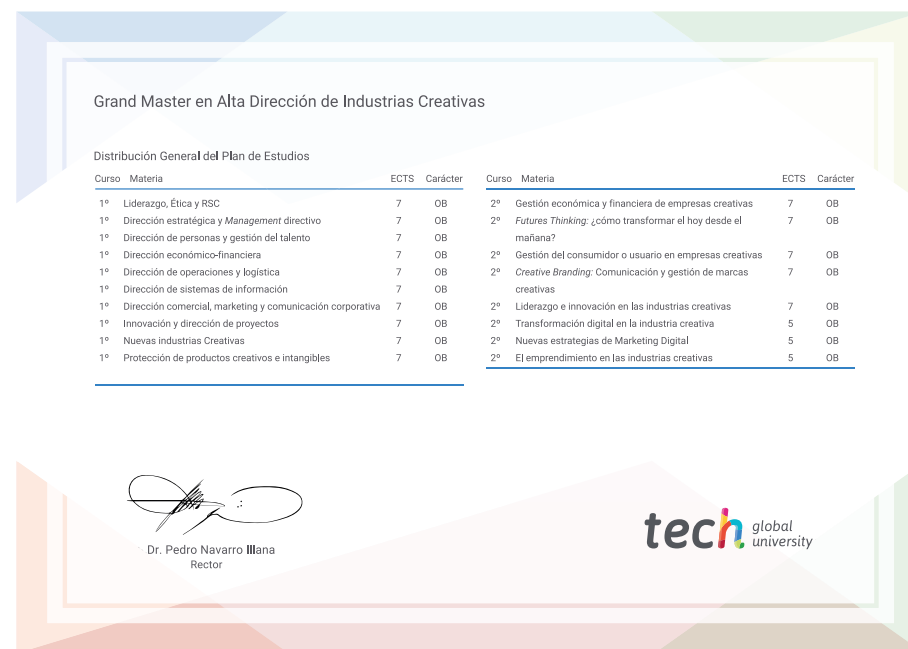 Grand Master en Alta Dirección de Industrias Creativas
Distribución General del Plan de Estudios
Curso Materia ECTS Carácter
1º Liderazgo, Ética y RSC 7 OB
1º Dirección estratégica y Management directivo 7 OB
1º Dirección de personas y gestión del talento 7 OB
1º Dirección económico-financiera 7 OB
1º Dirección de operaciones y logística 7 OB
1º Dirección de sistemas de información 7 OB
1º Dirección comercial, marketing y comunicación corporativa 7 OB
1º Innovación y dirección de proyectos 7 OB
1º Nuevas industrias Creativas 7 OB
1º Protección de productos creativos e intangibles 7 OB
Curso Materia ECTS Carácter
2º Gestión económica y financiera de empresas creativas 7 OB
2º Futures Thinking: ¿cómo transformar el hoy desde el 7 OB
mañana?
2º Gestión del consumidor o usuario en empresas creativas 7 OB
2º Creative Branding: Comunicación y gestión de marcas 7 OB
creativas
2º Liderazgo e innovación en las industrias creativas 7 OB
2º Transformación digital en la industria creativa 5 OB
2º Nuevas estrategias de Marketing Digital 5 OB
2º El emprendimiento en las industrias creativas 5 OB
Dr. Pedro Navarro Illana
Rector
tech global
university